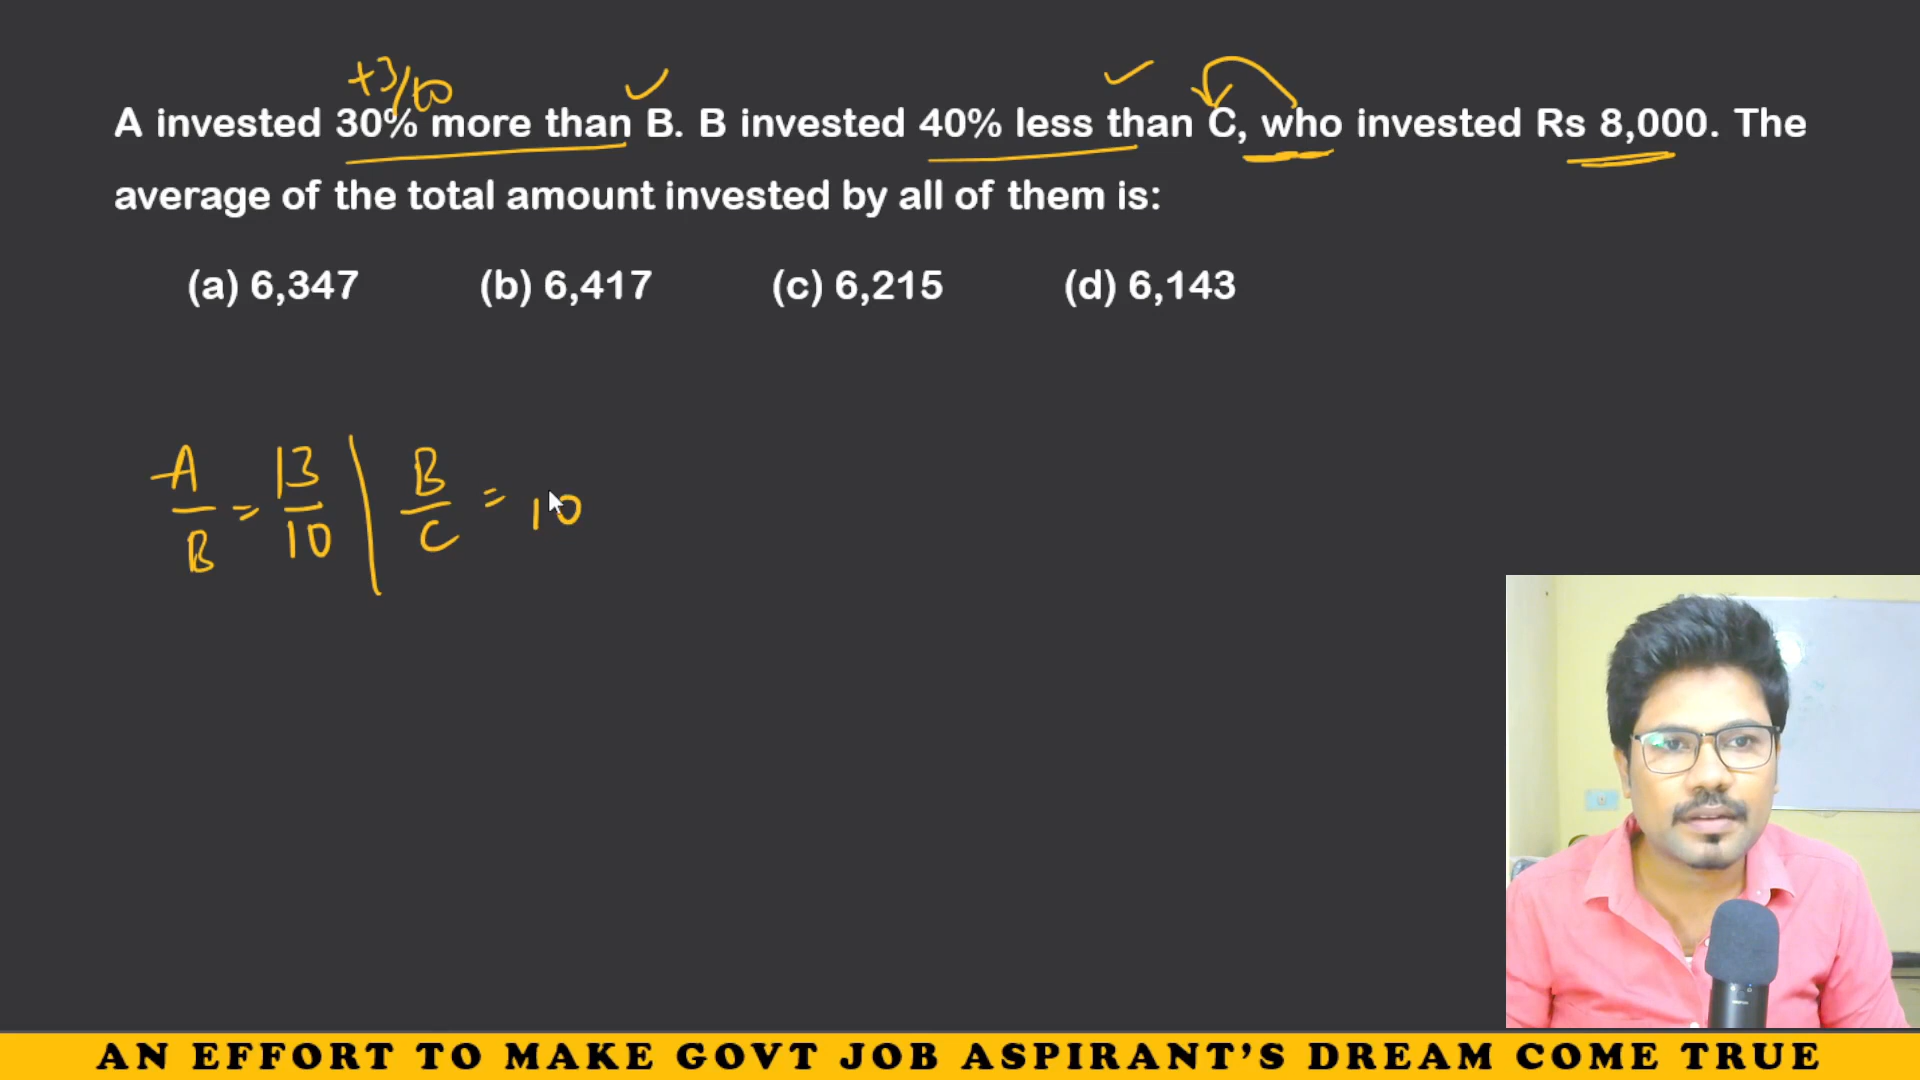 +3/10
A invested 30% more than B. B invested 40% less than C, who invested Rs 8,000. The
average of the total amount invested by all of them is:
(a) 6,347 (b) 6,417 (c) 6,215 (d) 6,143
A/B = 13/10 | B/C = 10
AN EFFORT TO MAKE GOVT JOB ASPIRANT’S DREAM COME TRUE